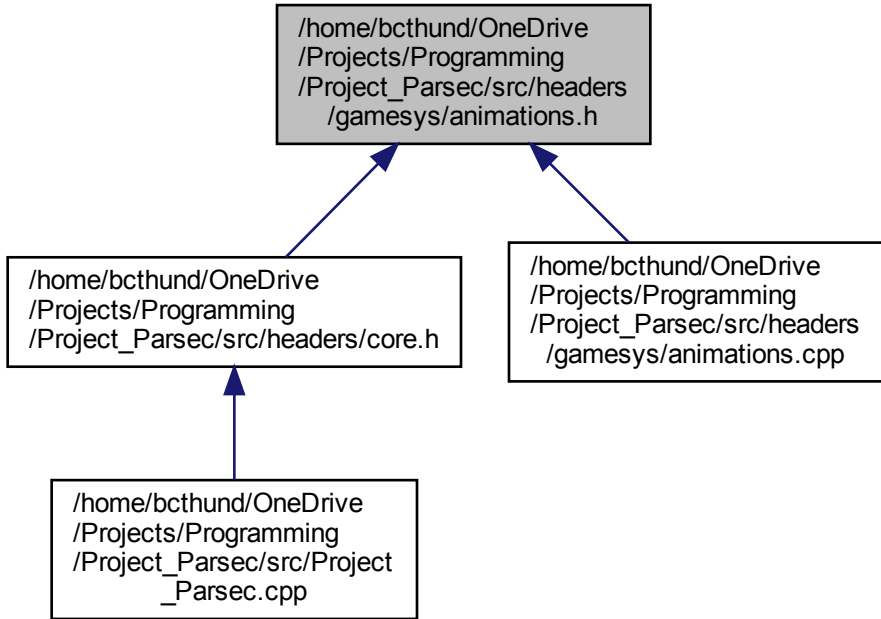 /home/bcthund/OneDrive
/Projects/Programming
/Project_Parsec/src/headers
/gamesys/animations.h
/home/bcthund/OneDrive
/Projects/Programming
/Project_Parsec/src/headers/core.h
/home/bcthund/OneDrive
/Projects/Programming
/Project_Parsec/src/headers
/gamesys/animations.cpp
/home/bcthund/OneDrive
/Projects/Programming
/Project_Parsec/src/Project
_Parsec.cpp